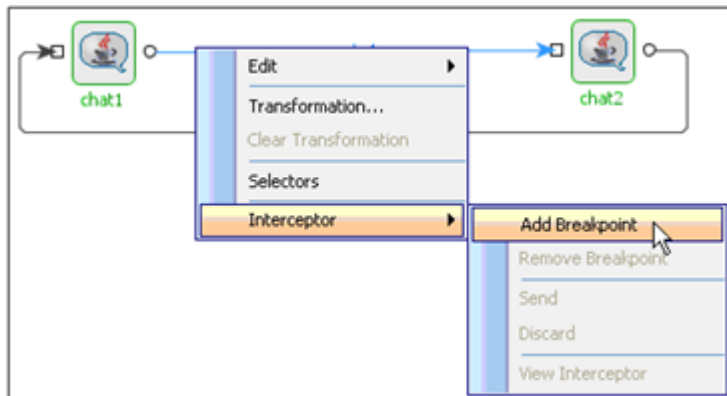 chat1
chat2
Edit
Transformation...
Clear Transformation
Selectors
Interceptor
Add Breakpoint
Remove Breakpoint
Send
Discard
View Interceptor